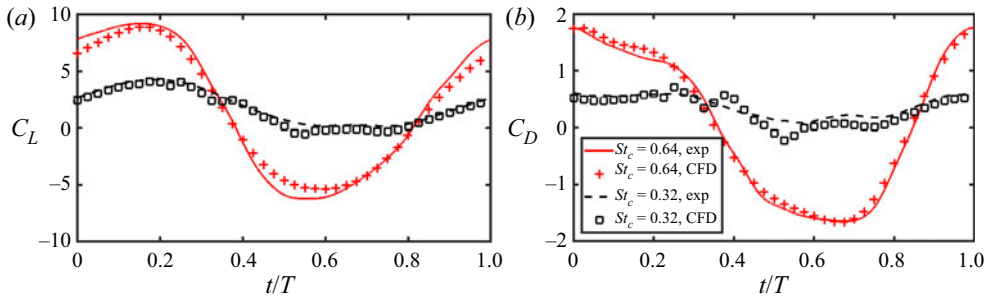 (a)
10
5
0
−5
−10
C_L
0
0.2
0.4
0.6
0.8
1.0
t/T
(b)
2
1
0
−1
−2
C_D
St_c = 0.64, exp
St_c = 0.64, CFD
St_c = 0.32, exp
St_c = 0.32, CFD
0
0.2
0.4
0.6
0.8
1.0
t/T